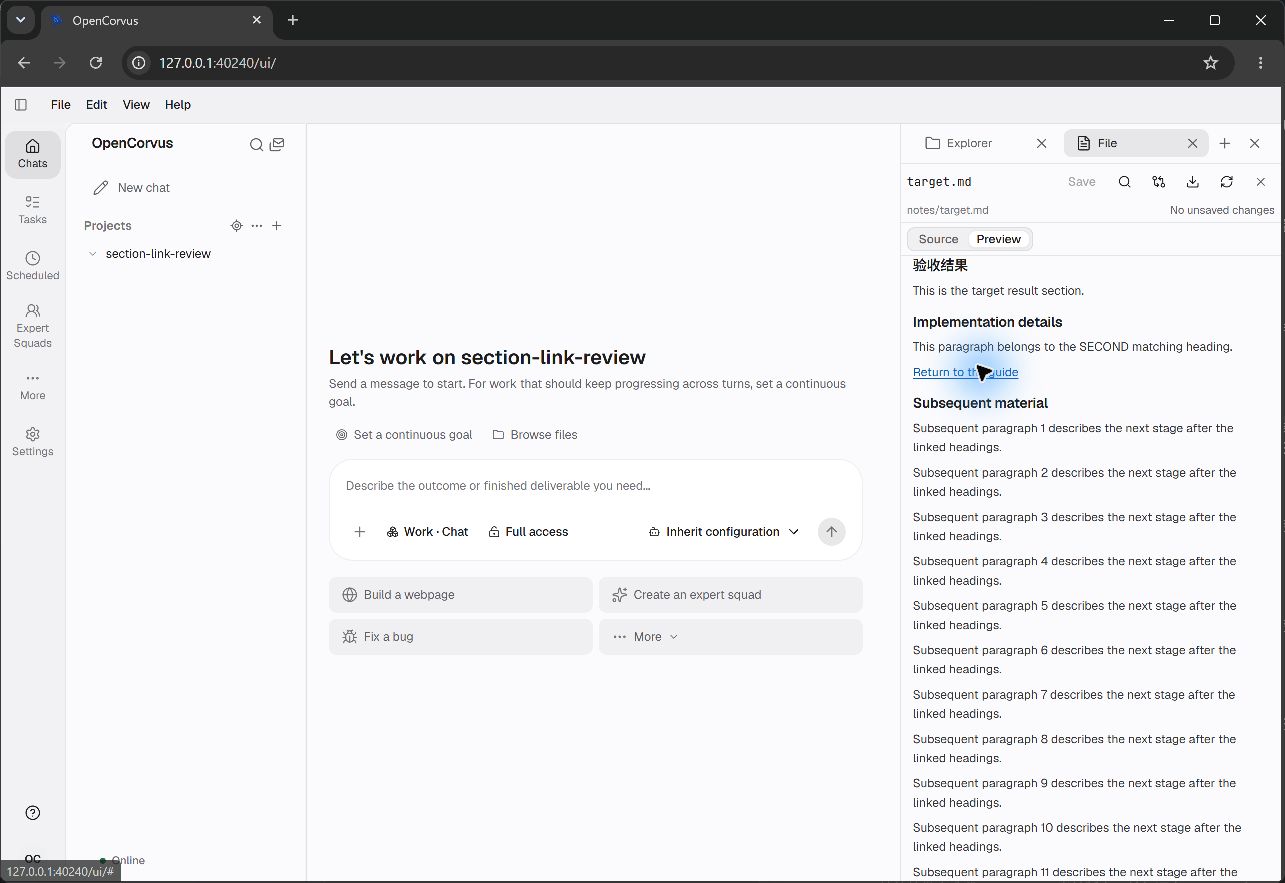 OpenCorvus
127.0.0.1:40240/ui/
File Edit View Help
Chats
Tasks
Scheduled
Expert
Squads
More
Settings
OC
127.0.0.1:40240/ui/#
OpenCorvus
New chat
Projects
section-link-review
Online
Let's work on section-link-review
Send a message to start. For work that should keep progressing across turns, set a continuous
goal.
Set a continuous goal Browse files
Describe the outcome or finished deliverable you need...
Work · Chat Full access Inherit configuration
Build a webpage Create an expert squad
Fix a bug More
Explorer File
target.md Save
notes/target.md No unsaved changes
Source Preview
验收结果
This is the target result section.
Implementation details
This paragraph belongs to the SECOND matching heading.
Return to the guide
Subsequent material
Subsequent paragraph 1 describes the next stage after the
linked headings.
Subsequent paragraph 2 describes the next stage after the
linked headings.
Subsequent paragraph 3 describes the next stage after the
linked headings.
Subsequent paragraph 4 describes the next stage after the
linked headings.
Subsequent paragraph 5 describes the next stage after the
linked headings.
Subsequent paragraph 6 describes the next stage after the
linked headings.
Subsequent paragraph 7 describes the next stage after the
linked headings.
Subsequent paragraph 8 describes the next stage after the
linked headings.
Subsequent paragraph 9 describes the next stage after the
linked headings.
Subsequent paragraph 10 describes the next stage after the
linked headings.
Subsequent paragraph 11 describes the next stage after the